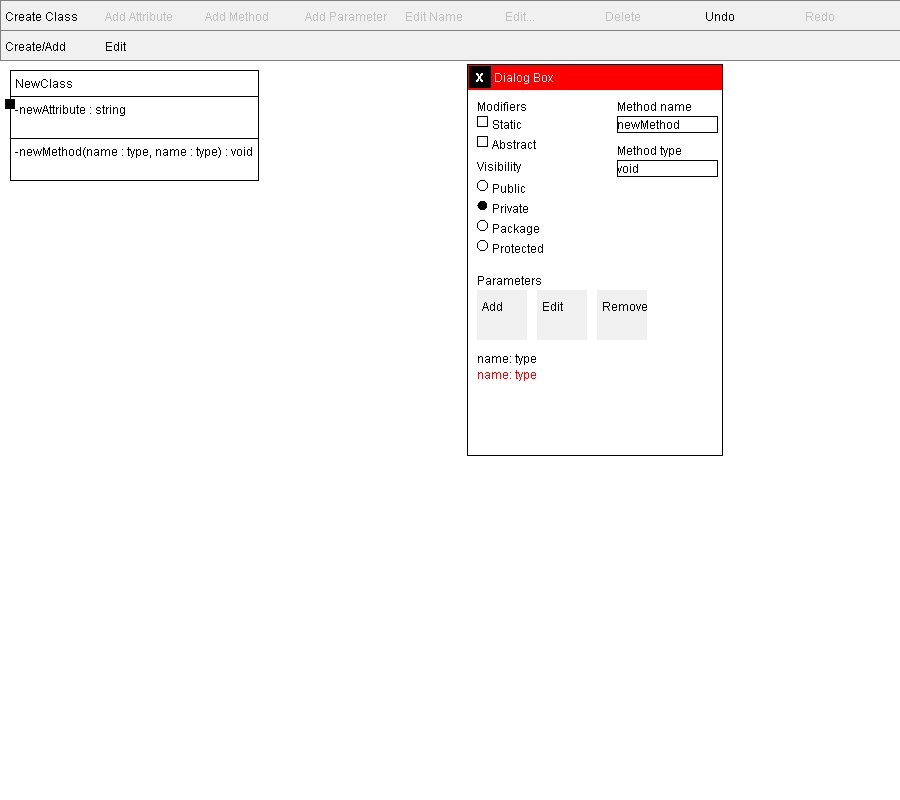 Create Class Add Attribute Add Method Add Parameter Edit Name Edit... Delete Undo Redo
Create/Add Edit
NewClass
-newAttribute : string
-newMethod(name : type, name : type) : void
X Dialog Box
Modifiers
Static
Abstract
Visibility
Public
Private
Package
Protected
Method name
newMethod
Method type
void
Parameters
Add Edit Remove
name: type
name: type